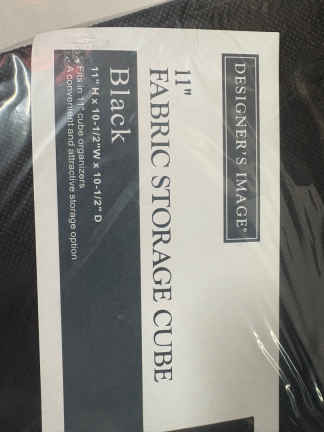 DESIGNER'S IMAGE®
11"
FABRIC STORAGE CUBE
Black
11" H x 10-1/2" W x 10-1/2" D
✓ Fits in 11" cube organizers
✓ A convenient and attractive storage option